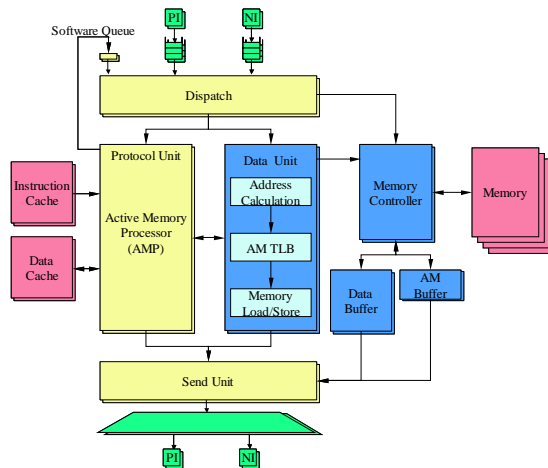 PI
NI
Software Queue
Dispatch
Protocol Unit
Data Unit
Instruction
Cache
Address
Calculation
Memory
Controller
Memory
Active Memory
Processor
(AMP)
AM TLB
Data
Cache
Memory
Load/Store
Data
Buffer
AM
Buffer
Send Unit
PI
NI